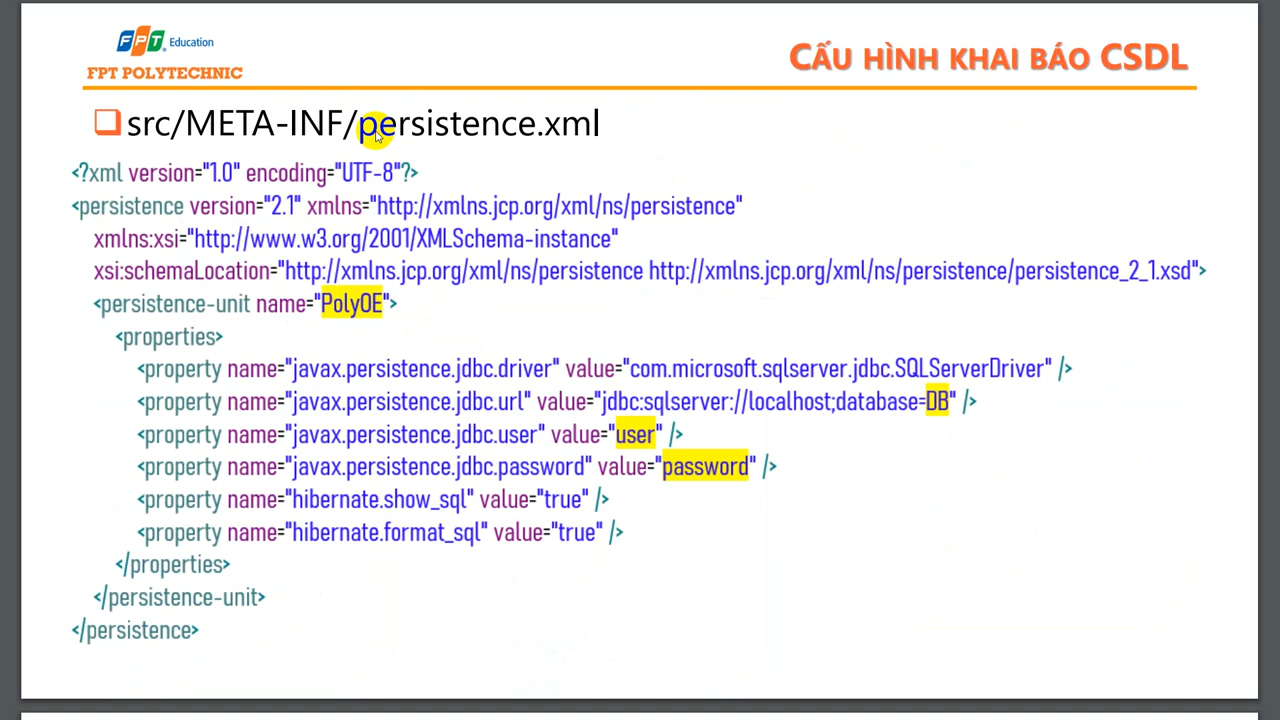 FPT Education
FPT POLYTECHNIC
CẤU HÌNH KHAI BÁO CSDL
src/META-INF/persistence.xml
<?xml version="1.0" encoding="UTF-8"?>
<persistence version="2.1" xmlns="http://xmlns.jcp.org/xml/ns/persistence"
xmlns:xsi="http://www.w3.org/2001/XMLSchema-instance"
xsi:schemaLocation="http://xmlns.jcp.org/xml/ns/persistence http://xmlns.jcp.org/xml/ns/persistence/persistence_2_1.xsd">
<persistence-unit name="PolyOE">
<properties>
<property name="javax.persistence.jdbc.driver" value="com.microsoft.sqlserver.jdbc.SQLServerDriver" />
<property name="javax.persistence.jdbc.url" value="jdbc:sqlserver://localhost;database=DB" />
<property name="javax.persistence.jdbc.user" value="user" />
<property name="javax.persistence.jdbc.password" value="password" />
<property name="hibernate.show_sql" value="true" />
<property name="hibernate.format_sql" value="true" />
</properties>
</persistence-unit>
</persistence>